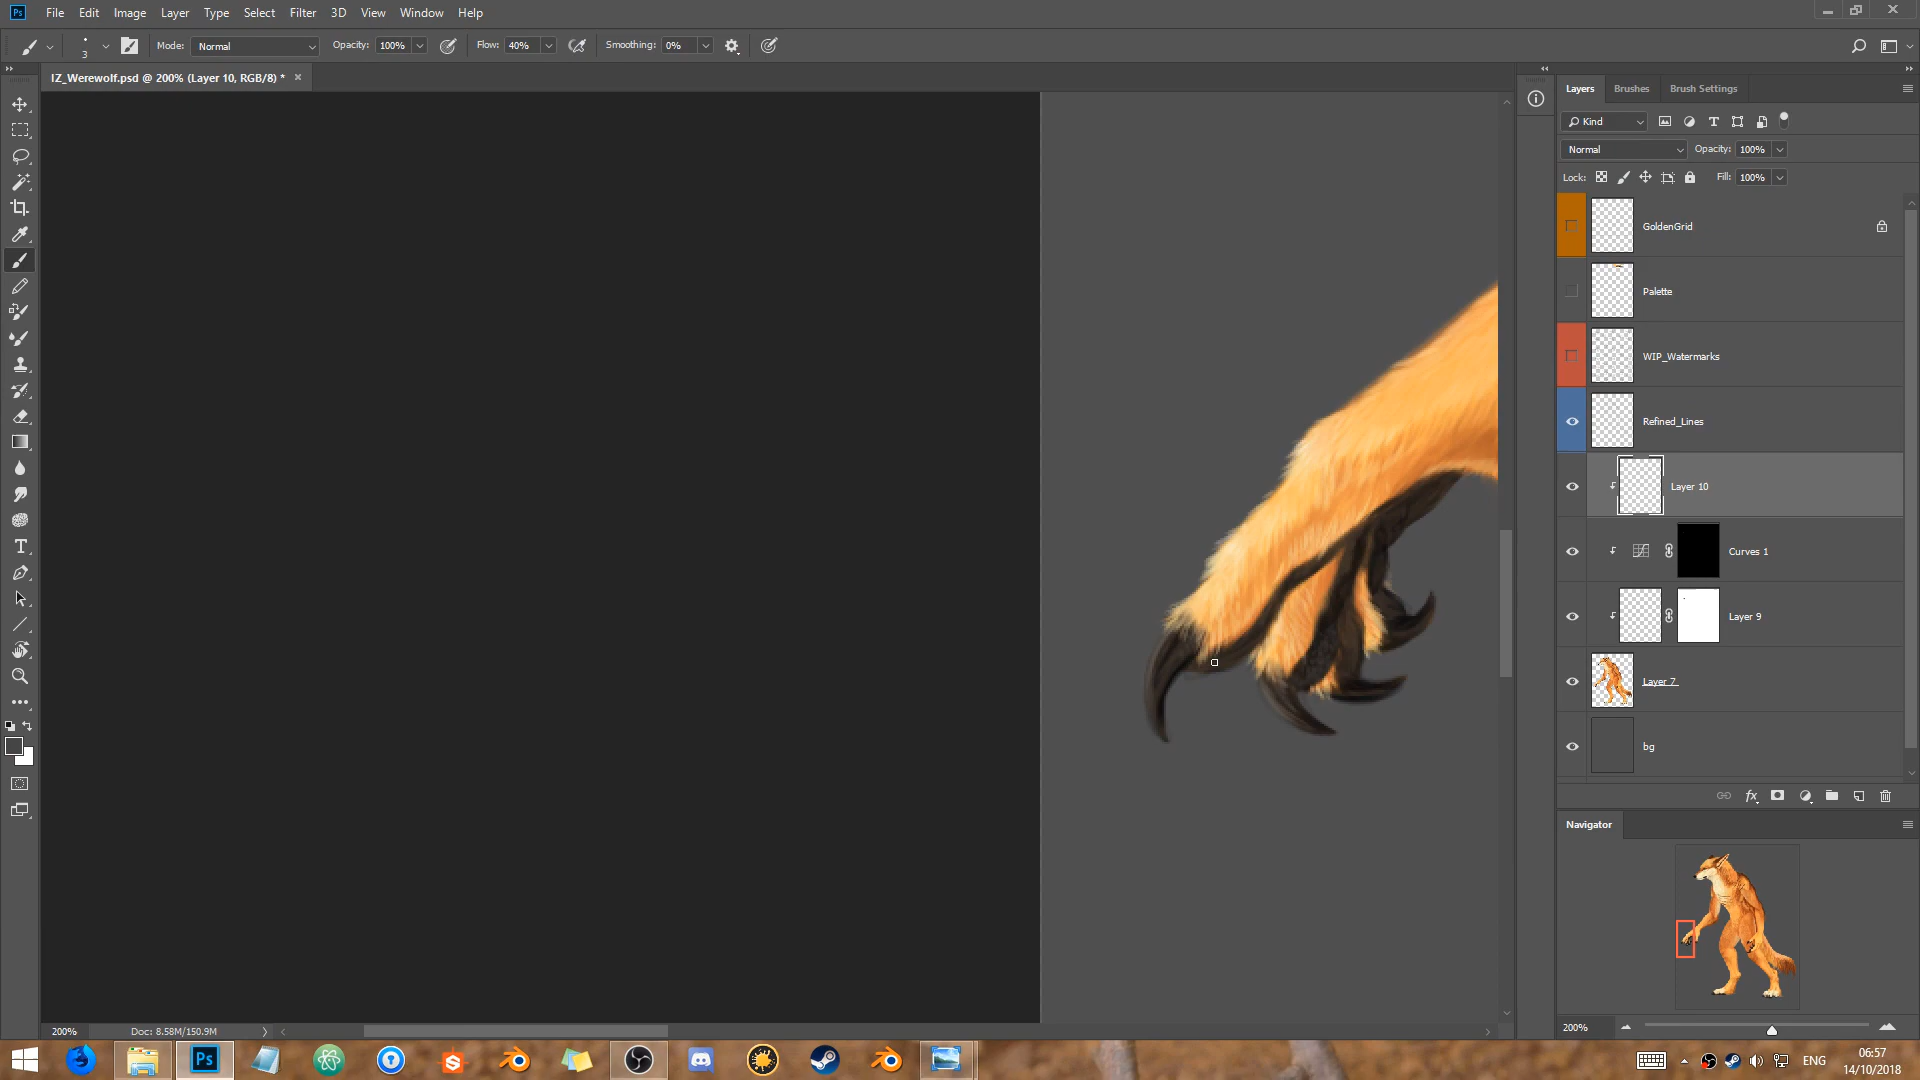 Ps File Edit Image Layer Type Select Filter 3D View Window Help
3 Mode: Normal Opacity: 100% Flow: 40% Smoothing: 0%
IZ_Werewolf.psd @ 200% (Layer 10, RGB/8) *
Layers Brushes Brush Settings
Kind
Normal Opacity: 100%
Lock: Fill: 100%
GoldenGrid
Palette
WIP_Watermarks
Refined_Lines
Layer 10
Curves 1
Layer 9
Layer 7
bg
Navigator
200%
200% Doc: 8.58M/150.9M
Ps
ENG
06:57
14/10/2018